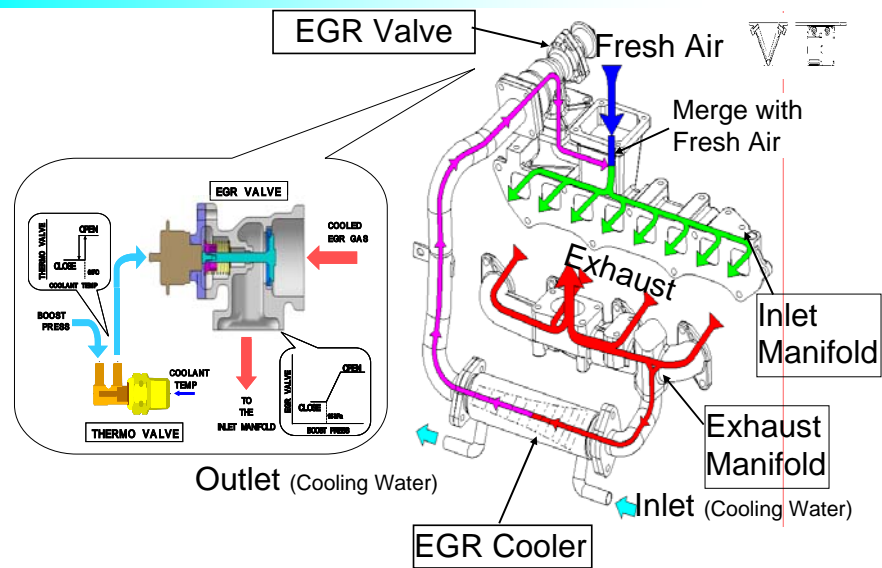 EGR Valve
Fresh Air
Merge with
Fresh Air
EGR VALVE
COOLED
EGR GAS
THERMO VALVE
OPEN
CLOSE
COOLANT TEMP
BOOST
PRESS
COOLANT
TEMP
THERMO VALVE
TO
THE
INLET MANIFOLD
EGR VALVE
OPEN
CLOSE
BOOST PRESS
Exhaust
Inlet
Manifold
Exhaust
Manifold
Outlet (Cooling Water)
Inlet (Cooling Water)
EGR Cooler